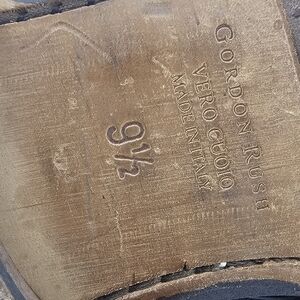 GORDON RUSH
VERO CUOIO
MADE IN ITALY
9½